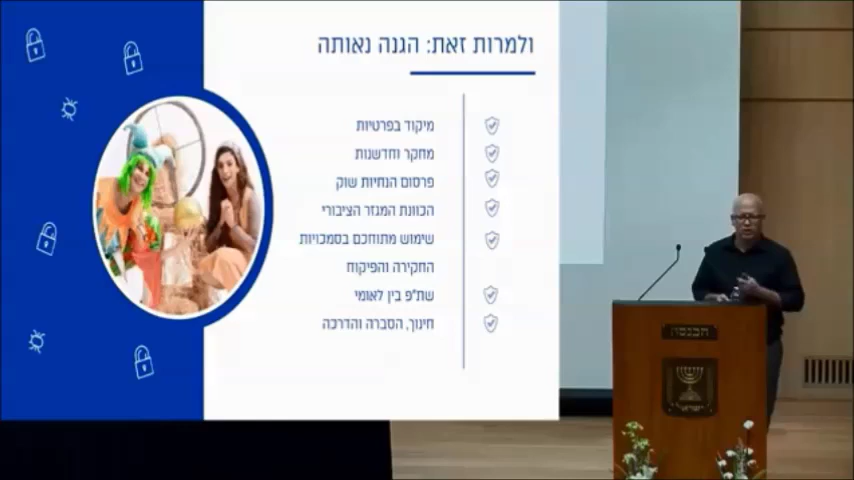 ולמרות זאת: הגנה נאותה
מיקוד בפרטיות
מחקר וחדשנות
פרסום הנחיות שוק
הכוונת המגזר הציבורי
שימוש מתוחכם בסמכויות
החקירה והפיקוח
שת"פ בין לאומי
חינוך, הסברה והדרכה
הכנסת
ישראל